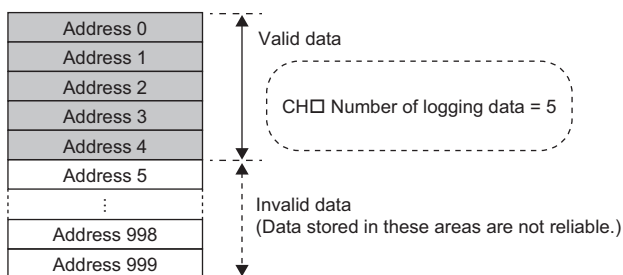 Address 0
Address 1
Address 2
Address 3
Address 4
Address 5
⋮
Address 998
Address 999
Valid data
CH□ Number of logging data = 5
Invalid data
(Data stored in these areas are not reliable.)